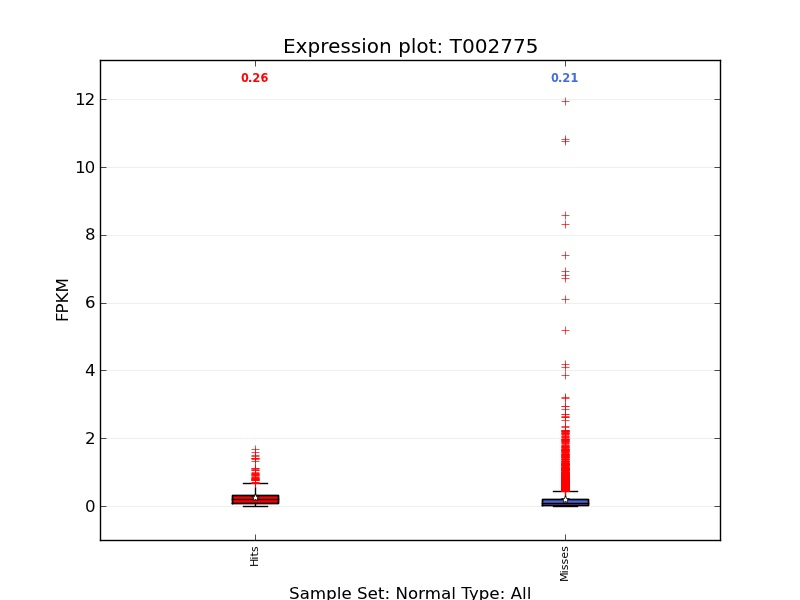 Expression plot: T002775
0.26
0.21
12
10
8
6
4
2
0
FPKM
Hits
Misses
Sample Set: Normal Type: All